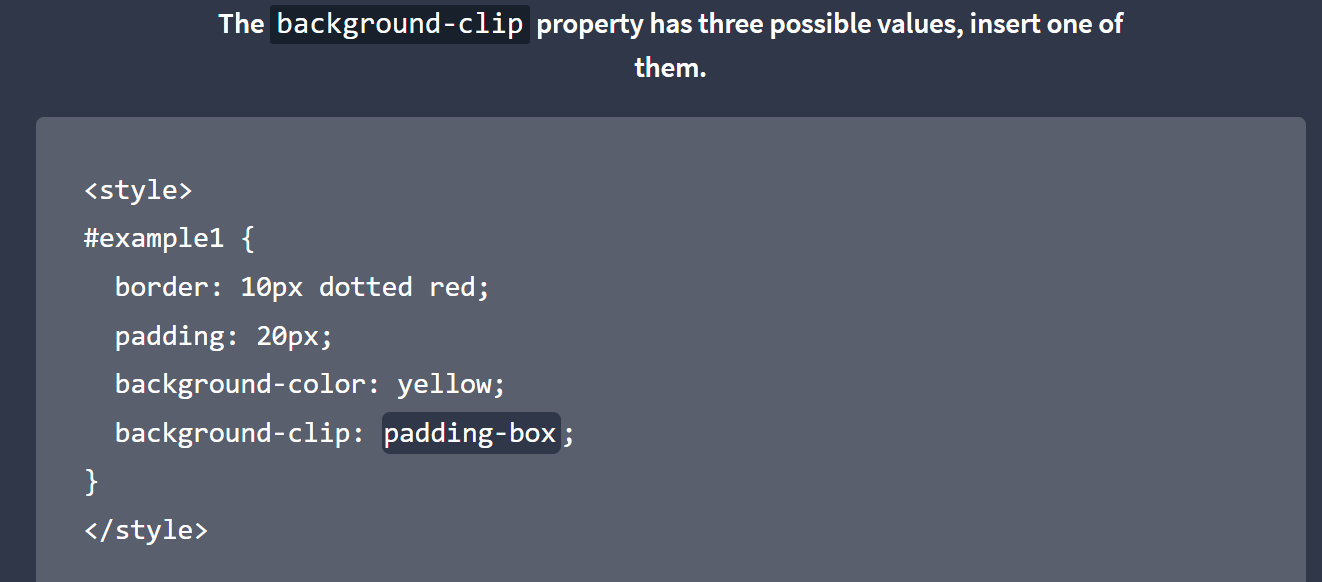 The background-clip property has three possible values, insert one of
them.
<style>
#example1 {
  border: 10px dotted red;
  padding: 20px;
  background-color: yellow;
  background-clip: padding-box;
}
</style>